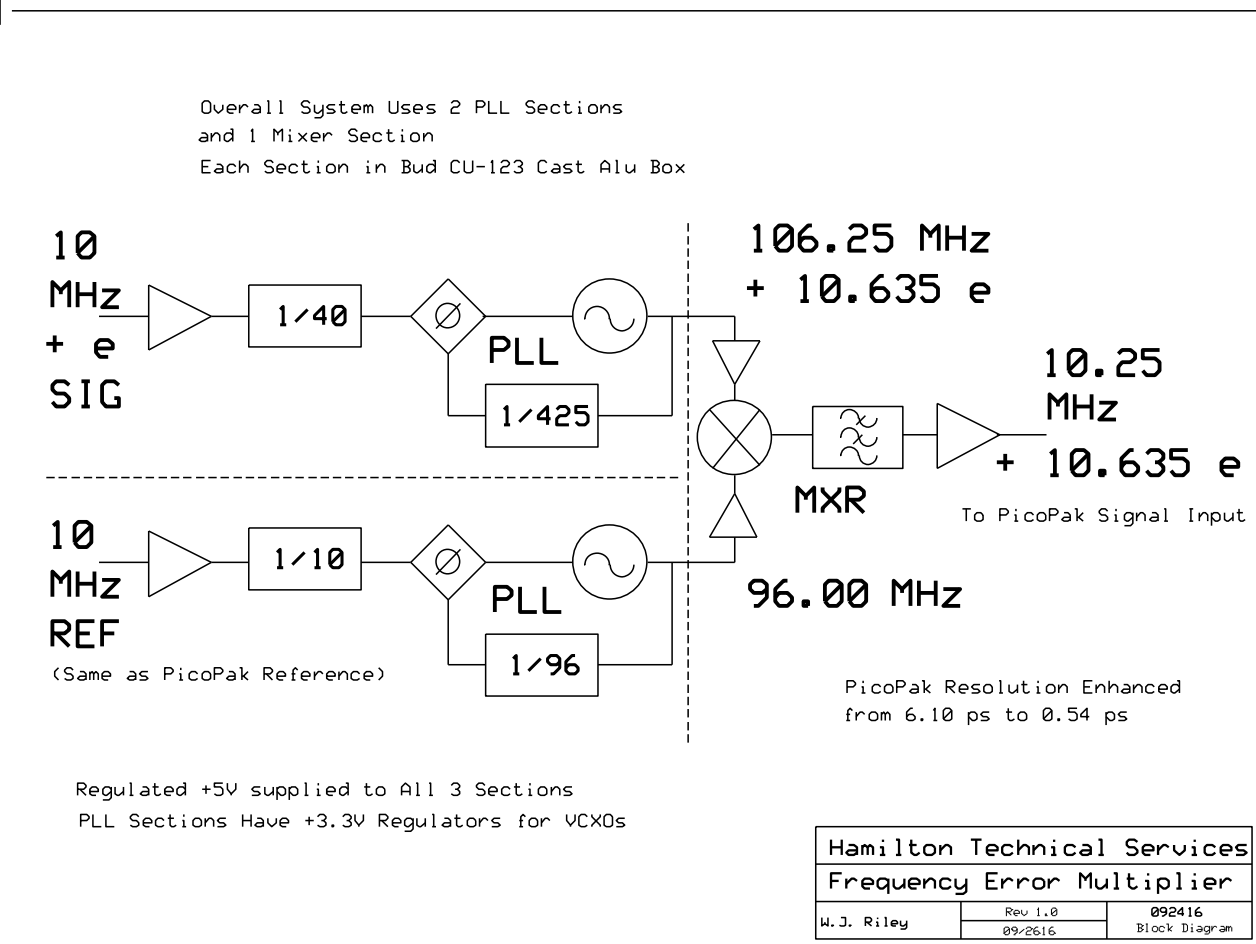 Overall System Uses 2 PLL Sections
and 1 Mixer Section
Each Section in Bud CU-123 Cast Alu Box
10
MHz
+ e
SIG
1/40
Ø
PLL
1/425
106.25 MHz
+ 10.635 e
10.25
MHz
+ 10.635 e
MXR
To PicoPak Signal Input
10
MHz
REF
(Same as PicoPak Reference)
1/10
Ø
PLL
1/96
96.00 MHz
PicoPak Resolution Enhanced
from 6.10 ps to 0.54 ps
Regulated +5V supplied to All 3 Sections
PLL Sections Have +3.3V Regulators for VCXOs
Hamilton Technical Services
Frequency Error Multiplier
W.J. Riley
Rev 1.0
09/2616
092416
Block Diagram